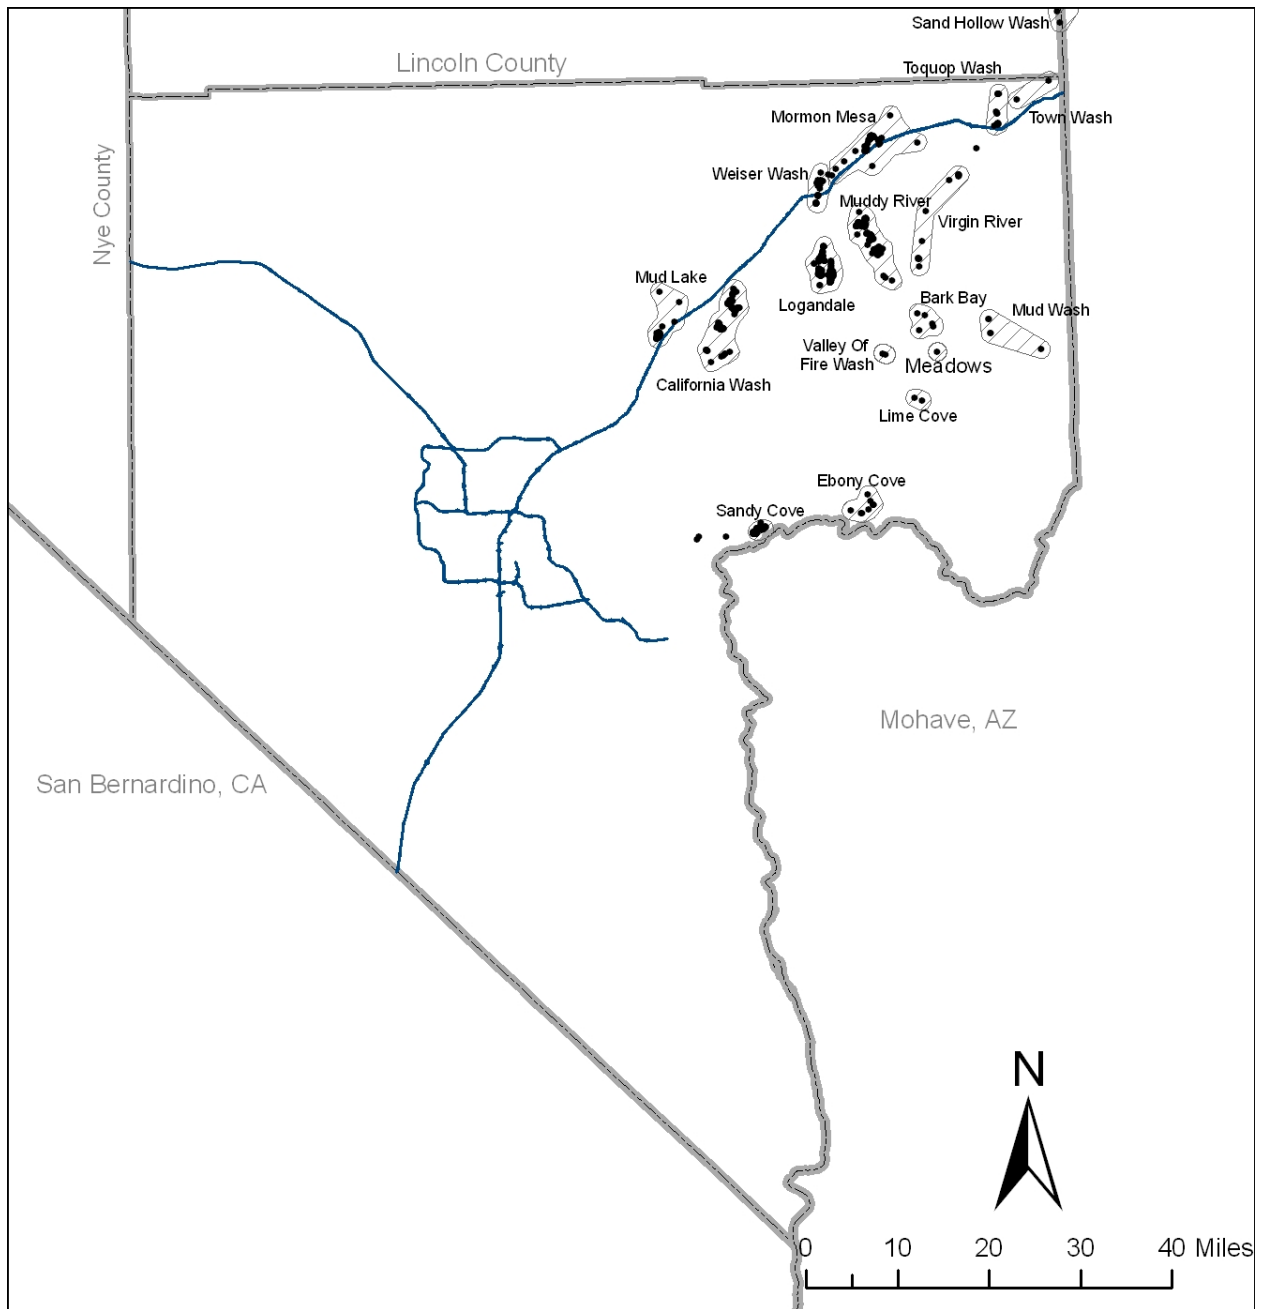 Sand Hollow Wash
Lincoln County
Toquop Wash
Mormon Mesa
Town Wash
Nye County
Weiser Wash
Muddy River
Virgin River
Mud Lake
Logandale
Bark Bay
Mud Wash
Valley Of
Fire Wash
Meadows
California Wash
Lime Cove
Ebony Cove
Sandy Cove
Mohave, AZ
San Bernardino, CA
N
0 10 20 30 40 Miles